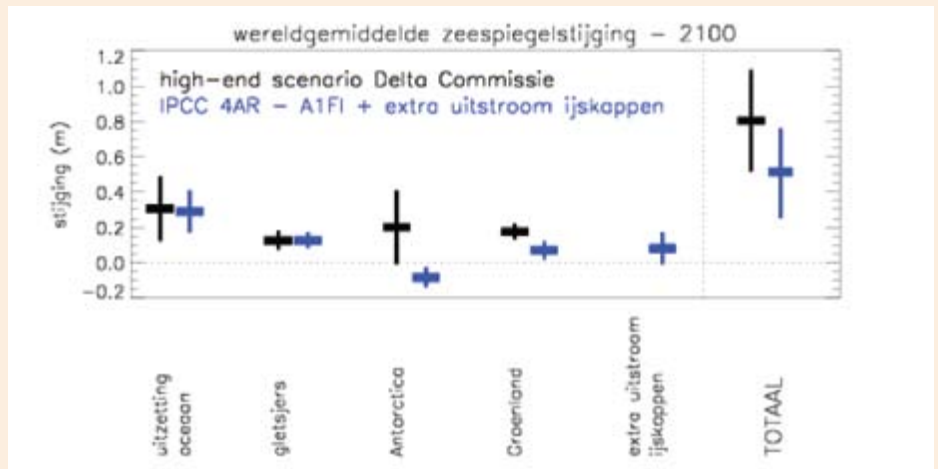 wereldgemiddelde zeespiegelstijging – 2100
high–end scenario Delta Commissie
IPCC 4AR – A1FI + extra uitstroom ijskappen
stijging (m)
1.2
1.0
0.8
0.6
0.4
0.2
0.0
–0.2
uitzetting
oceaan
gletsjers
Antarctica
Groenland
extra uitstroom
ijskappen
TOTAAL